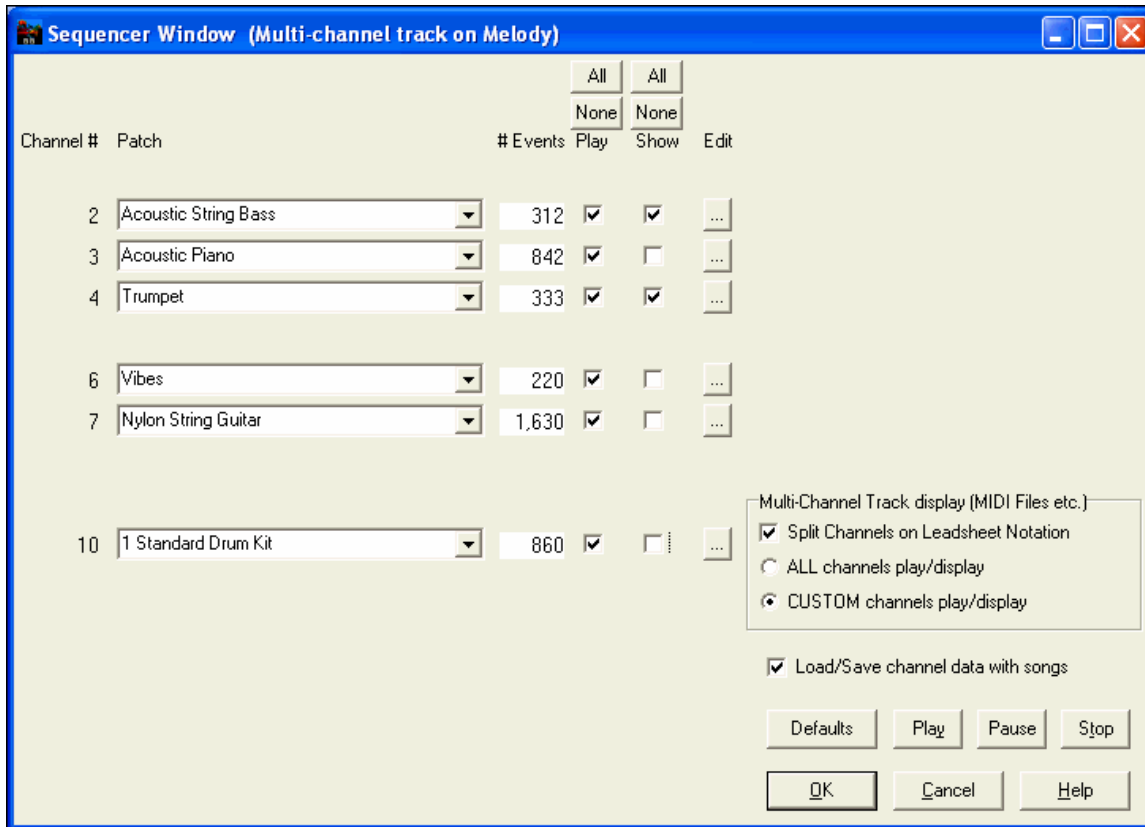 Sequencer Window (Multi-channel track on Melody)
All All
None None
Channel # Patch # Events Play Show Edit
2 Acoustic String Bass 312 ...
3 Acoustic Piano 842 ...
4 Trumpet 333 ...
6 Vibes 220 ...
7 Nylon String Guitar 1,630 ...
10 1 Standard Drum Kit 860 ...
Multi-Channel Track display (MIDI Files etc.)
Split Channels on Leadsheet Notation
ALL channels play/display
CUSTOM channels play/display
Load/Save channel data with songs
Defaults Play Pause Stop
OK Cancel Help